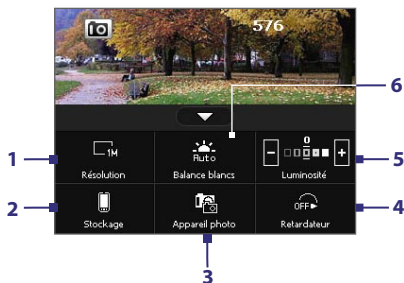 576
6
0
1M
Auto
1
5
Résolution
Balance blancs
Luminosité
OFF
2
4
Stockage
Appareil photo
Retardateur
3